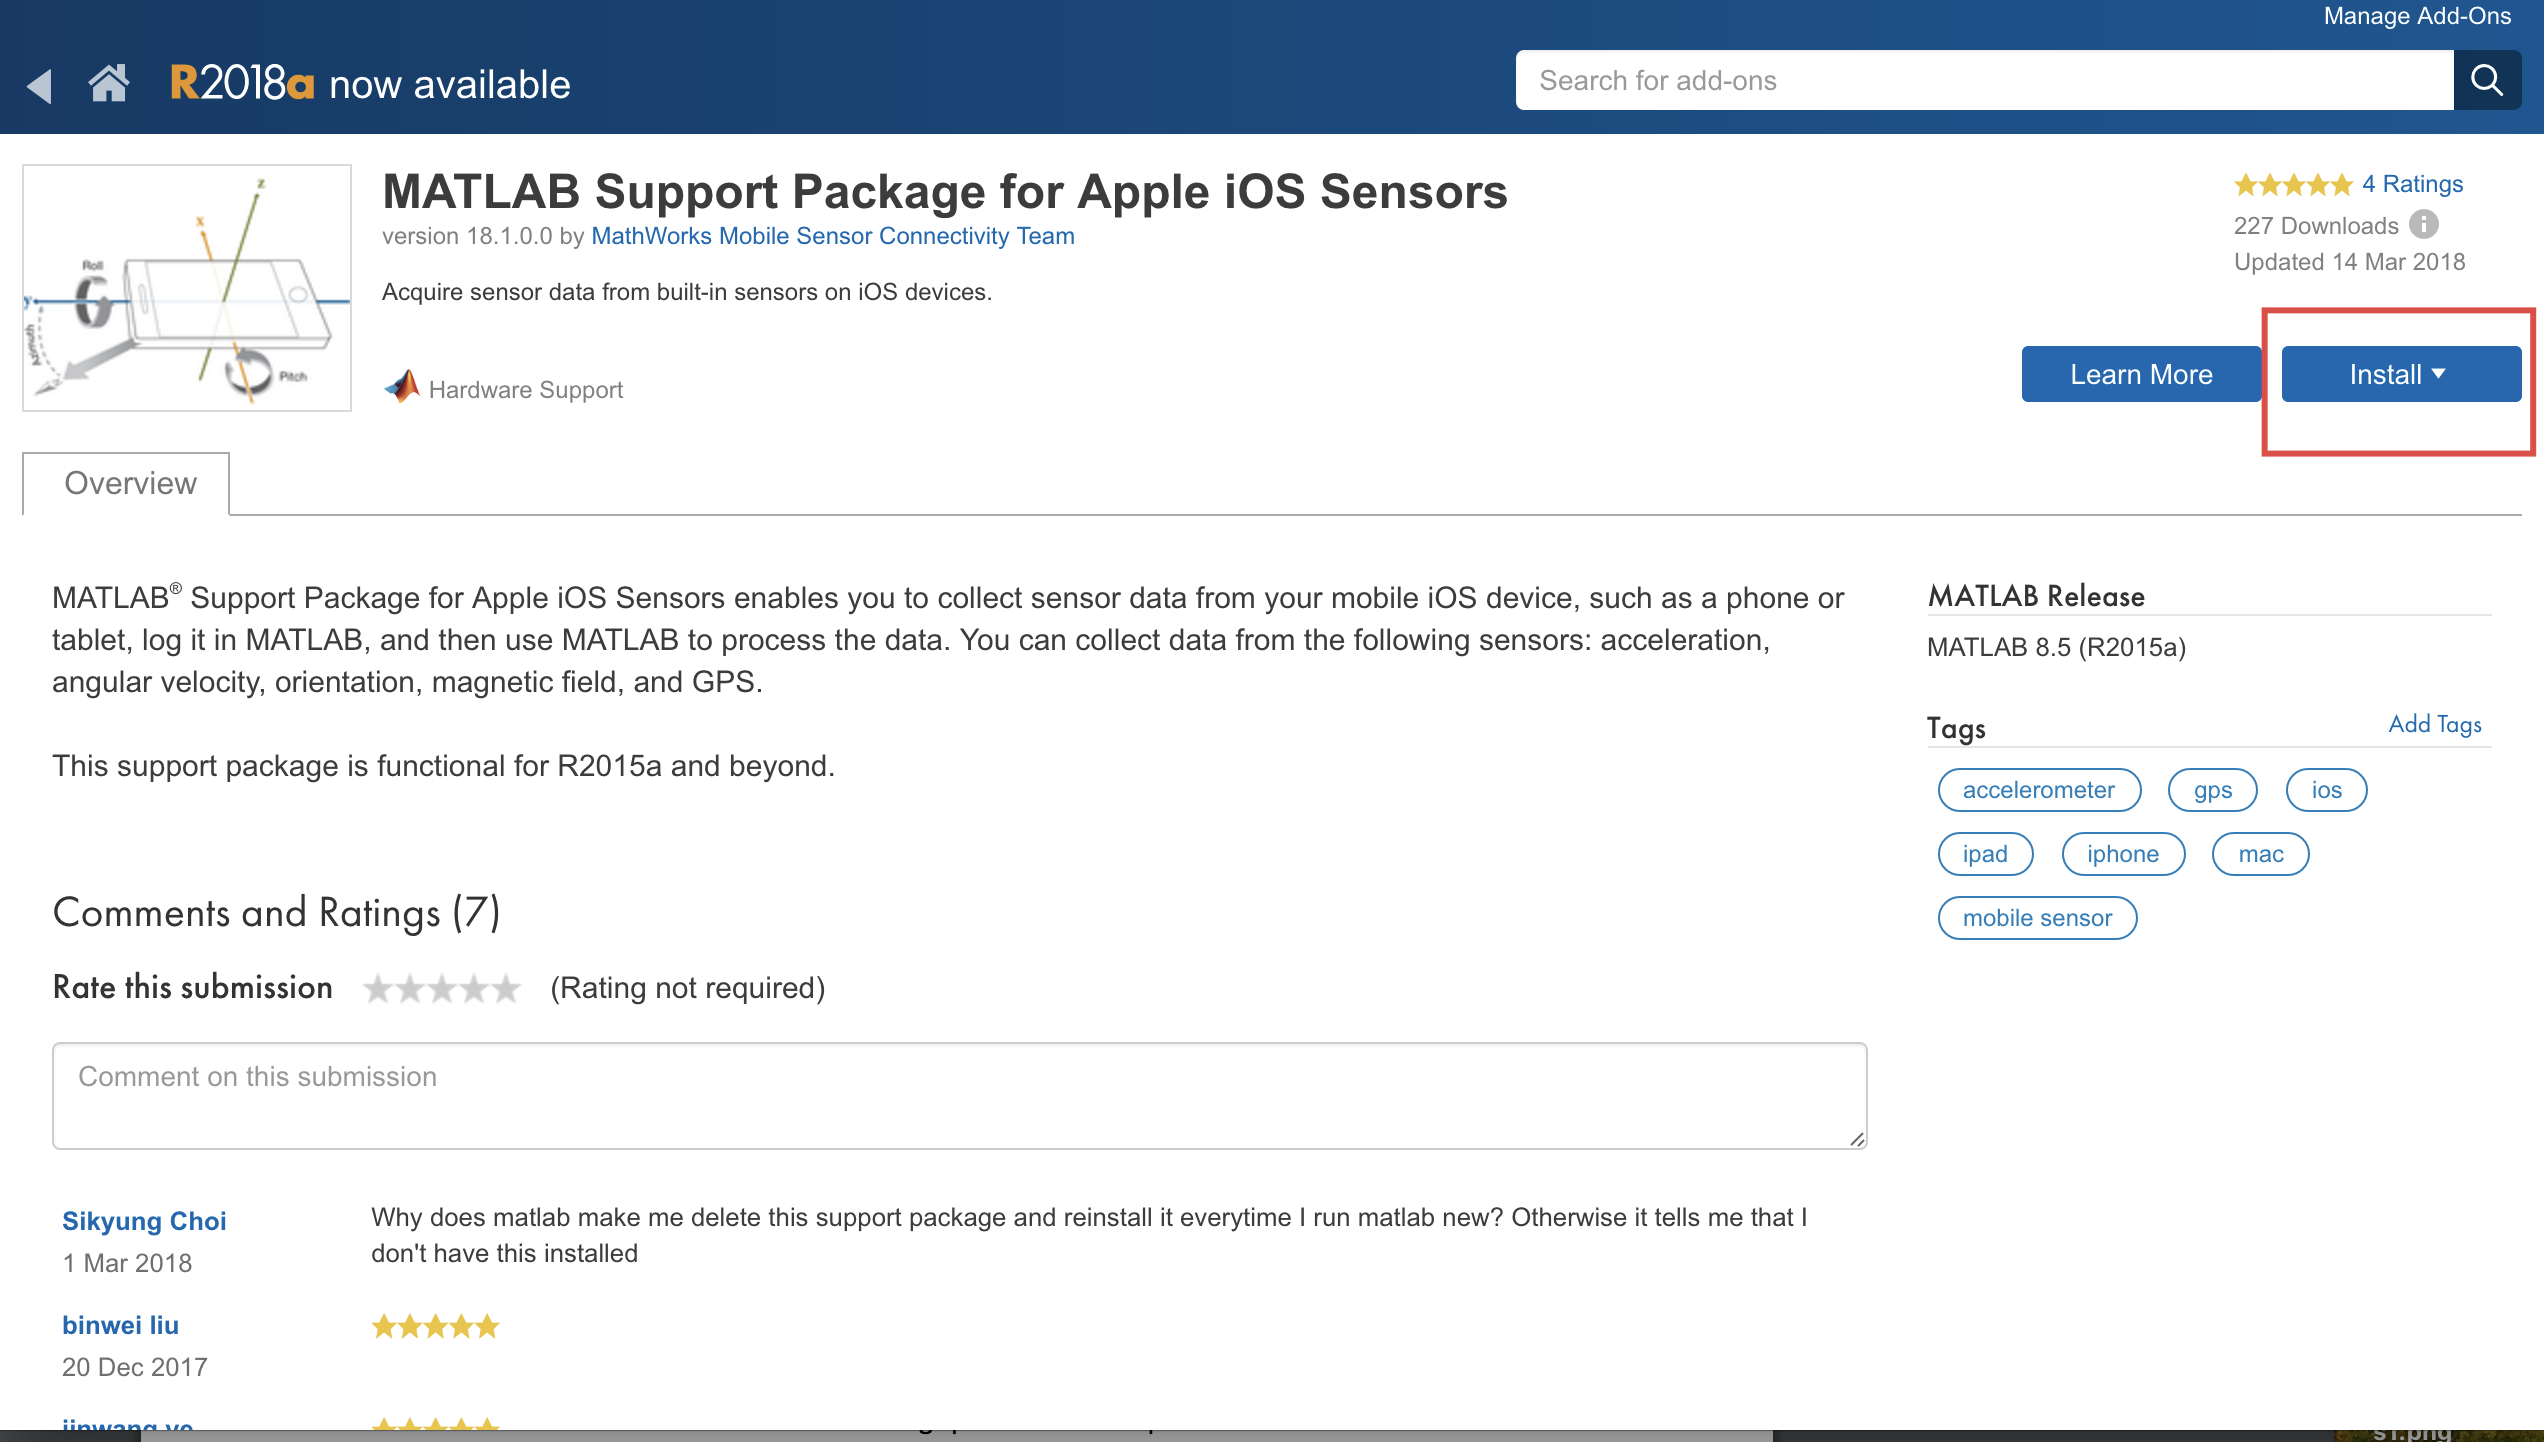 Manage Add-Ons
R2018a now available
Search for add-ons
MATLAB Support Package for Apple iOS Sensors
version 18.1.0.0 by MathWorks Mobile Sensor Connectivity Team
Acquire sensor data from built-in sensors on iOS devices.
Hardware Support
z
x
Roll
y
Azimuth
Pitch
4 Ratings
227 Downloads
Updated 14 Mar 2018
Learn More
Install
Overview
MATLAB® Support Package for Apple iOS Sensors enables you to collect sensor data from your mobile iOS device, such as a phone or
tablet, log it in MATLAB, and then use MATLAB to process the data. You can collect data from the following sensors: acceleration,
angular velocity, orientation, magnetic field, and GPS.
This support package is functional for R2015a and beyond.
MATLAB Release
MATLAB 8.5 (R2015a)
Tags
Add Tags
accelerometer
gps
ios
ipad
iphone
mac
mobile sensor
Comments and Ratings (7)
Rate this submission
(Rating not required)
Comment on this submission
Sikyung Choi
1 Mar 2018
Why does matlab make me delete this support package and reinstall it everytime I run matlab new? Otherwise it tells me that I
don't have this installed
binwei liu
20 Dec 2017